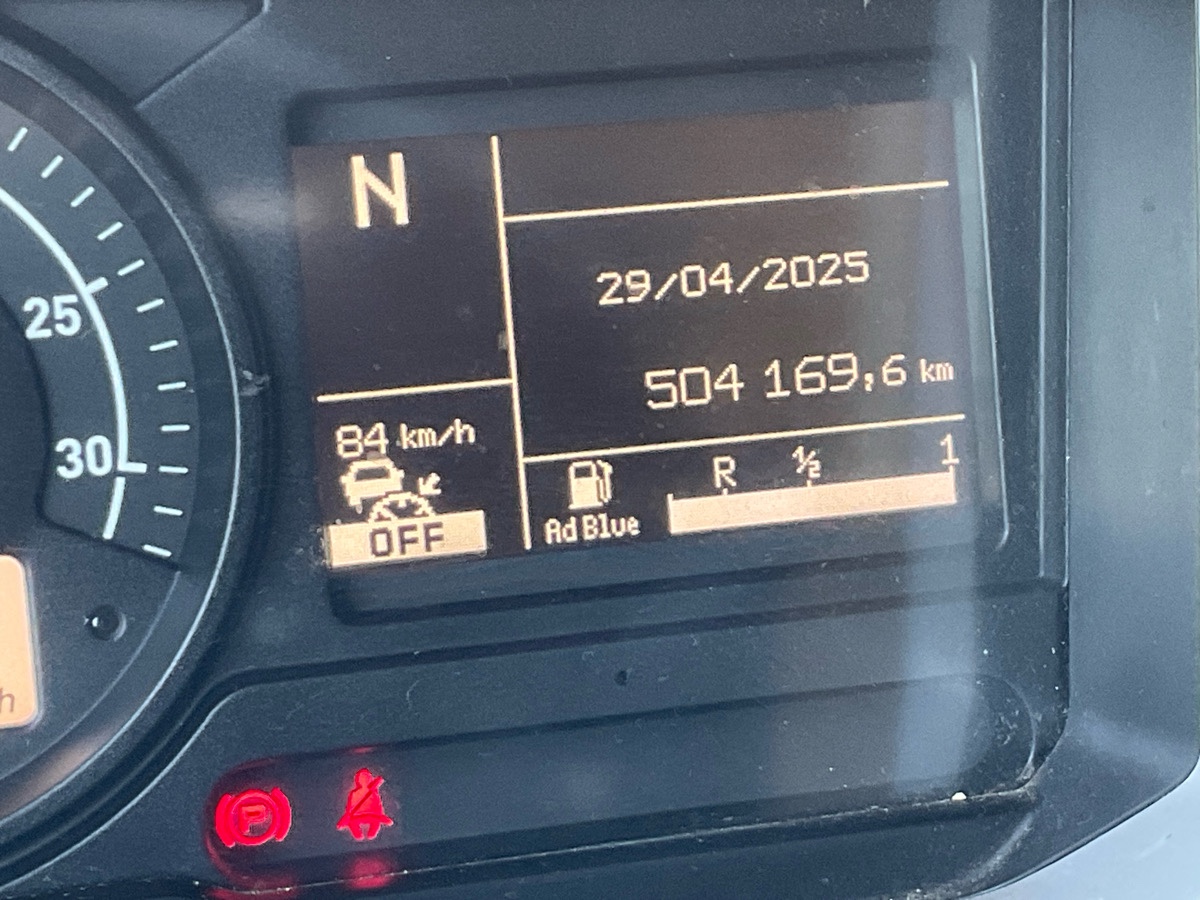 25
30
h
N
29/04/2025
504 169,6 km
84 km/h
OFF
R ½ 1
Ad Blue
P